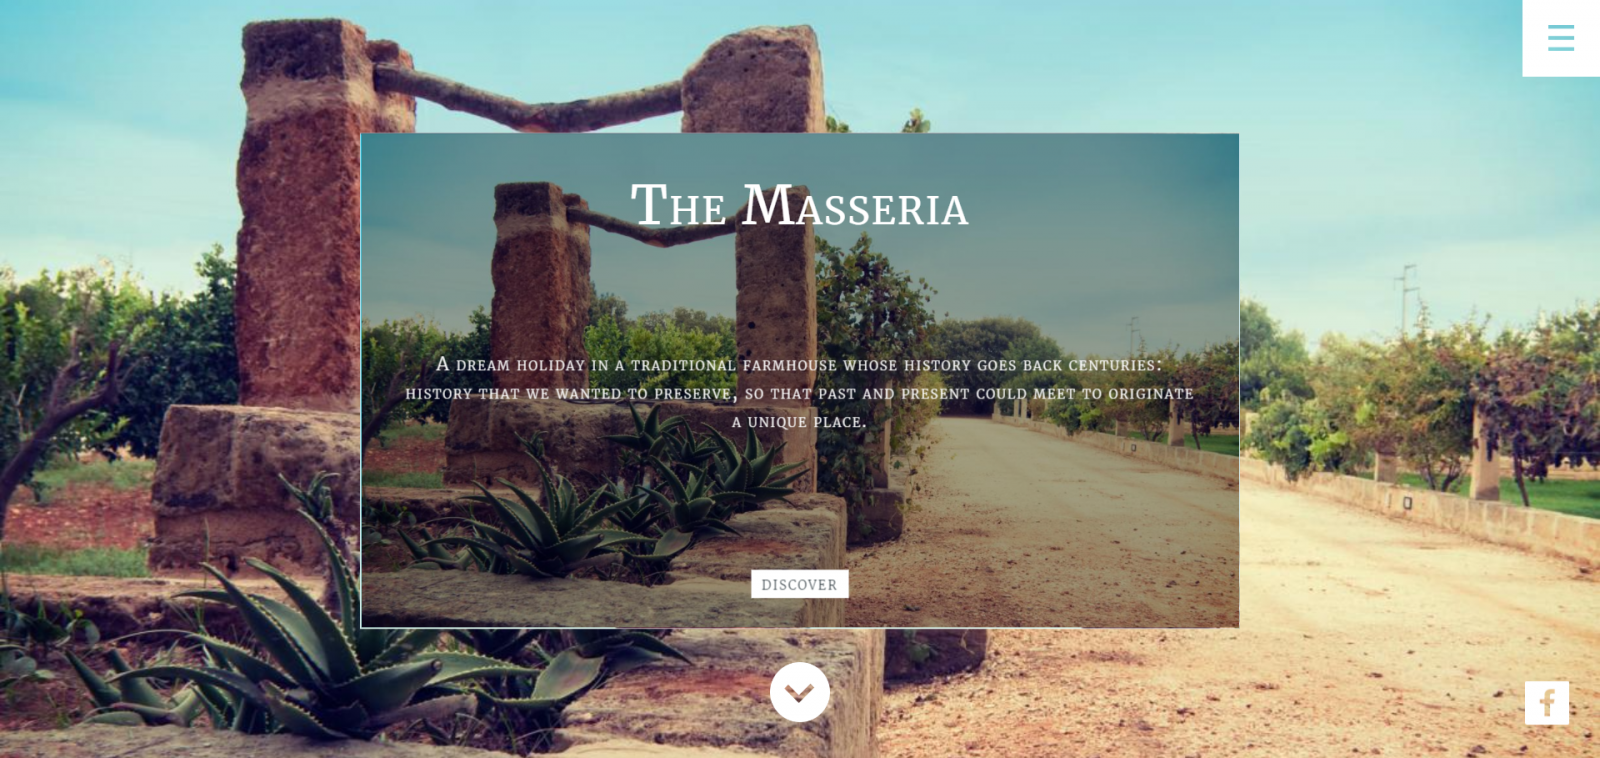 The Masseria
A dream holiday in a traditional farmhouse whose history goes back centuries:
history that we wanted to preserve, so that past and present could meet to originate
a unique place.
DISCOVER